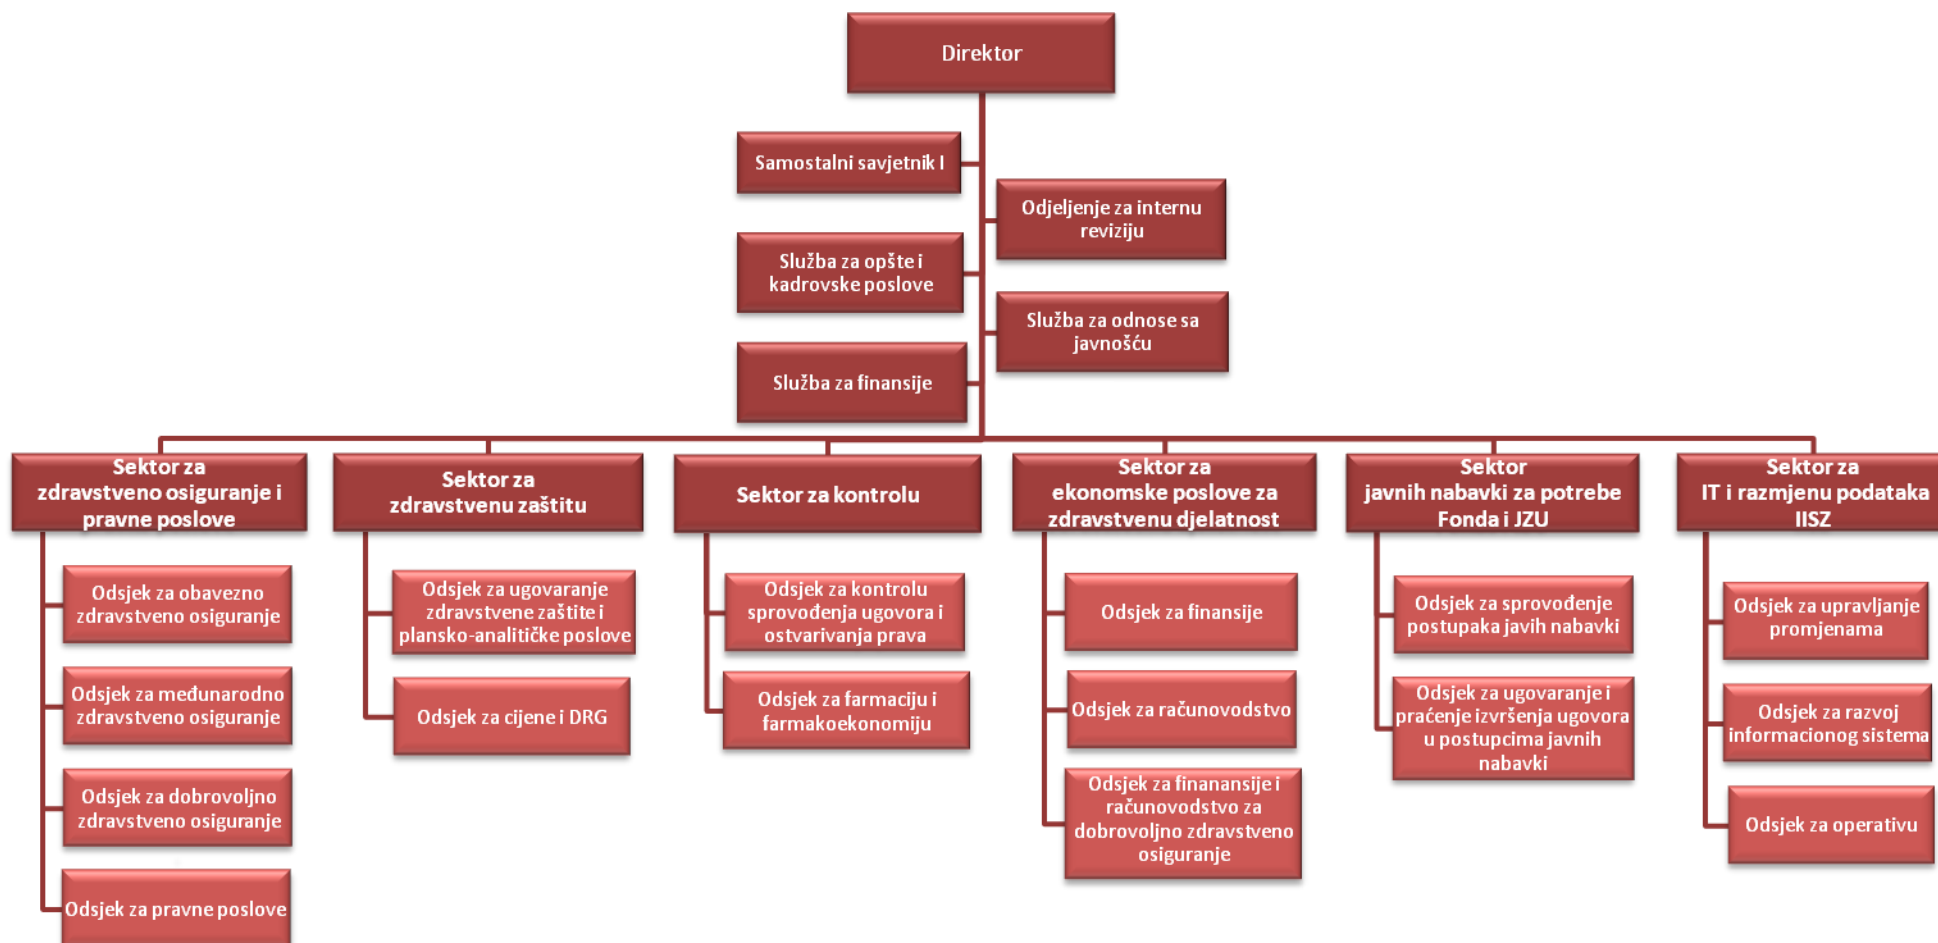 Direktor
Samostalni savjetnik I
Odjeljenje za internu
reviziju
Služba za opšte i
kadrovske poslove
Služba za odnose sa
javnošću
Služba za finansije
Sektor za
zdravstveno osiguranje i
pravne poslove
Sektor za
zdravstvenu zaštitu
Sektor za kontrolu
Sektor za
ekonomske poslove za
zdravstvenu djelatnost
Sektor
javnih nabavki za potrebe
Fonda i JZU
Sektor za
IT i razmjenu podataka
IISZ
Odsjek za obavezno
zdravstveno osiguranje
Odsjek za međunarodno
zdravstveno osiguranje
Odsjek za dobrovoljno
zdravstveno osiguranje
Odsjek za pravne poslove
Odsjek za ugovaranje
zdravstvene zaštite i
plansko-analitičke poslove
Odsjek za cijene i DRG
Odsjek za kontrolu
sprovođenja ugovora i
ostvarivanja prava
Odsjek za farmaciju i
farmakoekonomiju
Odsjek za finansije
Odsjek za računovodstvo
Odsjek za finanansije i
računovodstvo za
dobrovoljno zdravstveno
osiguranje
Odsjek za sprovođenje
postupaka javih nabavki
Odsjek za ugovaranje i
praćenje izvršenja ugovora
u postupcima javnih
nabavki
Odsjek za upravljanje
promjenama
Odsjek za razvoj
informacionog sistema
Odsjek za operativu